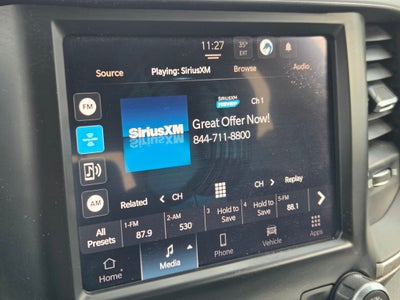 11:27
35°
EXT
Source
Playing: SiriusXM
Browse
Audio
FM
SIRIUSXM
Ch 1
SiriusXM
Great Offer Now!
844-711-8800
AM
Related
CH
CH
Replay
All Presets
1-FM
87.9
2-AM
530
3
Hold to Save
4
Hold to Save
5-FM
88.1
Home
Media
Phone
Vehicle
Apps